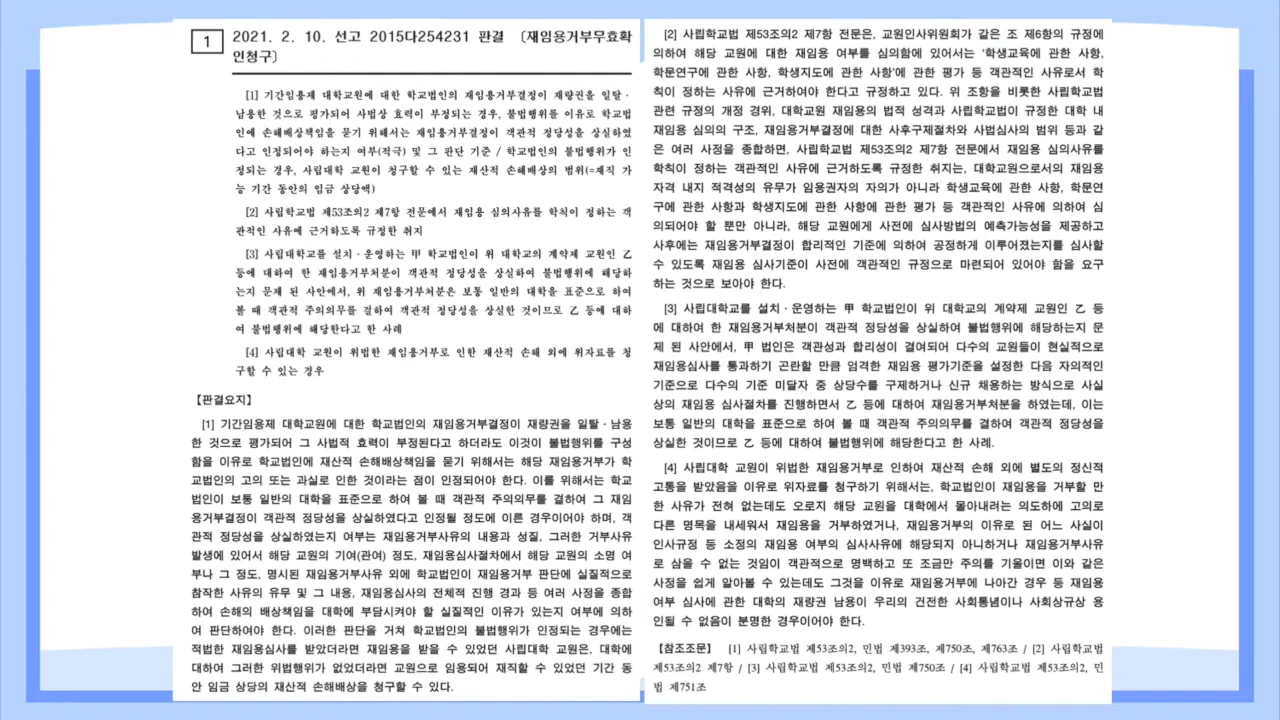 1
2021. 2. 10. 선고 2015다254231 판결 〔재임용거부무효확
인청구〕
[1] 기간임용제 대학교원에 대한 학교법인의 재임용거부결정이 재량권을 일탈·
남용한 것으로 평가되어 사법상 효력이 부정되는 경우, 불법행위를 이유로 학교법
인에 손해배상책임을 묻기 위해서는 재임용거부결정이 객관적 정당성을 상실하였
다고 인정되어야 하는지 여부(적극) 및 그 판단 기준 / 학교법인의 불법행위가 인
정되는 경우, 사립대학 교원이 청구할 수 있는 재산적 손해배상의 범위(=재직 가
능 기간 동안의 임금 상당액)
[2] 사립학교법 제53조의2 제7항 전문에서 재임용 심의사유를 학칙이 정하는 객
관적인 사유에 근거하도록 규정한 취지
[3] 사립대학교를 설치·운영하는 甲 학교법인이 위 대학교의 계약제 교원인 乙
등에 대하여 한 재임용거부처분이 객관적 정당성을 상실하여 불법행위에 해당하
는지 문제 된 사안에서, 위 재임용거부처분은 보통 일반의 대학을 표준으로 하여
볼 때 객관적 주의의무를 결하여 객관적 정당성을 상실한 것이므로 乙 등에 대하
여 불법행위에 해당한다고 한 사례
[4] 사립대학 교원이 위법한 재임용거부로 인한 재산적 손해 외에 위자료를 청
구할 수 있는 경우
【판결요지】
[1] 기간임용제 대학교원에 대한 학교법인의 재임용거부결정이 재량권을 일탈·남용
한 것으로 평가되어 그 사법적 효력이 부정된다고 하더라도 이것이 불법행위를 구성
함을 이유로 학교법인에 재산적 손해배상책임을 묻기 위해서는 해당 재임용거부가 학
교법인의 고의 또는 과실로 인한 것이라는 점이 인정되어야 한다. 이를 위해서는 학교
법인이 보통 일반의 대학을 표준으로 하여 볼 때 객관적 주의의무를 결하여 그 재임
용거부결정이 객관적 정당성을 상실하였다고 인정될 정도에 이른 경우이어야 하며, 객
관적 정당성을 상실하였는지 여부는 재임용거부사유의 내용과 성질, 그러한 거부사유
발생에 있어서 해당 교원의 기여(관여) 정도, 재임용심사절차에서 해당 교원의 소명 여
부나 그 정도, 명시된 재임용거부사유 외에 학교법인이 재임용거부 판단에 실질적으로
참작한 사유의 유무 및 그 내용, 재임용심사의 전체적 진행 경과 등 여러 사정을 종합
하여 손해의 배상책임을 대학에 부담시켜야 할 실질적인 이유가 있는지 여부에 의하
여 판단하여야 한다. 이러한 판단을 거쳐 학교법인의 불법행위가 인정되는 경우에는
적법한 재임용심사를 받았더라면 재임용을 받을 수 있었던 사립대학 교원은, 대학에
대하여 그러한 위법행위가 없었더라면 교원으로 임용되어 재직할 수 있었던 기간 동
안 임금 상당의 재산적 손해배상을 청구할 수 있다.
[2] 사립학교법 제53조의2 제7항 전문은, 교원인사위원회가 같은 조 제6항의 규정에
의하여 해당 교원에 대한 재임용 여부를 심의함에 있어서는 ‘학생교육에 관한 사항,
학문연구에 관한 사항, 학생지도에 관한 사항’에 관한 평가 등 객관적인 사유로서 학
칙이 정하는 사유에 근거하여야 한다고 규정하고 있다. 위 조항을 비롯한 사립학교법
관련 규정의 개정 경위, 대학교원 재임용의 법적 성격과 사립학교법이 규정한 대학 내
재임용 심의의 구조, 재임용거부결정에 대한 사후구제절차와 사법심사의 범위 등과 같
은 여러 사정을 종합하면, 사립학교법 제53조의2 제7항 전문에서 재임용 심의사유를
학칙이 정하는 객관적인 사유에 근거하도록 규정한 취지는, 대학교원으로서의 재임용
자격 내지 적격성의 유무가 임용권자의 자의가 아니라 학생교육에 관한 사항, 학문연
구에 관한 사항과 학생지도에 관한 사항에 관한 평가 등 객관적인 사유에 의하여 심
의되어야 할 뿐만 아니라, 해당 교원에게 사전에 심사방법의 예측가능성을 제공하고
사후에는 재임용거부결정이 합리적인 기준에 의하여 공정하게 이루어졌는지를 심사할
수 있도록 재임용 심사기준이 사전에 객관적인 규정으로 마련되어 있어야 함을 요구
하는 것으로 보아야 한다.
[3] 사립대학교를 설치·운영하는 甲 학교법인이 위 대학교의 계약제 교원인 乙 등
에 대하여 한 재임용거부처분이 객관적 정당성을 상실하여 불법행위에 해당하는지 문
제 된 사안에서, 甲 법인은 객관성과 합리성이 결여되어 다수의 교원들이 현실적으로
재임용심사를 통과하기 곤란할 만큼 엄격한 재임용 평가기준을 설정한 다음 자의적인
기준으로 다수의 기준 미달자 중 상당수를 구제하거나 신규 채용하는 방식으로 사실
상의 재임용 심사절차를 진행하면서 乙 등에 대하여 재임용거부처분을 하였는데, 이는
보통 일반의 대학을 표준으로 하여 볼 때 객관적 주의의무를 결하여 객관적 정당성을
상실한 것이므로 乙 등에 대하여 불법행위에 해당한다고 한 사례.
[4] 사립대학 교원이 위법한 재임용거부로 인하여 재산적 손해 외에 별도의 정신적
고통을 받았음을 이유로 위자료를 청구하기 위해서는, 학교법인이 재임용을 거부할 만
한 사유가 전혀 없는데도 오로지 해당 교원을 대학에서 몰아내려는 의도하에 고의로
다른 명목을 내세워서 재임용을 거부하였거나, 재임용거부의 이유로 된 어느 사실이
인사규정 등 소정의 재임용 여부의 심사사유에 해당되지 아니하거나 재임용거부사유
로 삼을 수 없는 것임이 객관적으로 명백하고 또 조금만 주의를 기울이면 이와 같은
사정을 쉽게 알아볼 수 있는데도 그것을 이유로 재임용거부에 나아간 경우 등 재임용
여부 심사에 관한 대학의 재량권 남용이 우리의 건전한 사회통념이나 사회상규상 용
인될 수 없음이 분명한 경우이어야 한다.
【참조조문】 [1] 사립학교법 제53조의2, 민법 제393조, 제750조, 제763조 / [2] 사립학교법
제53조의2 제7항 / [3] 사립학교법 제53조의2, 민법 제750조 / [4] 사립학교법 제53조의2, 민
법 제751조